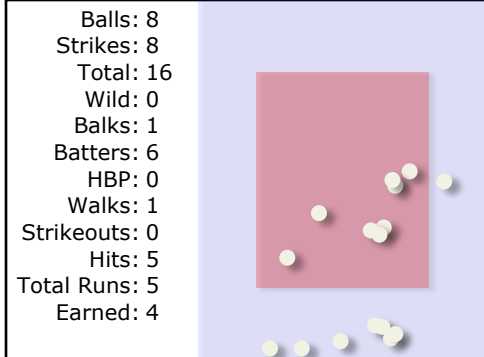 Balls: 8
Strikes: 8
Total: 16
Wild: 0
Balks: 1
Batters: 6
HBP: 0
Walks: 1
Strikeouts: 0
Hits: 5
Total Runs: 5
Earned: 4